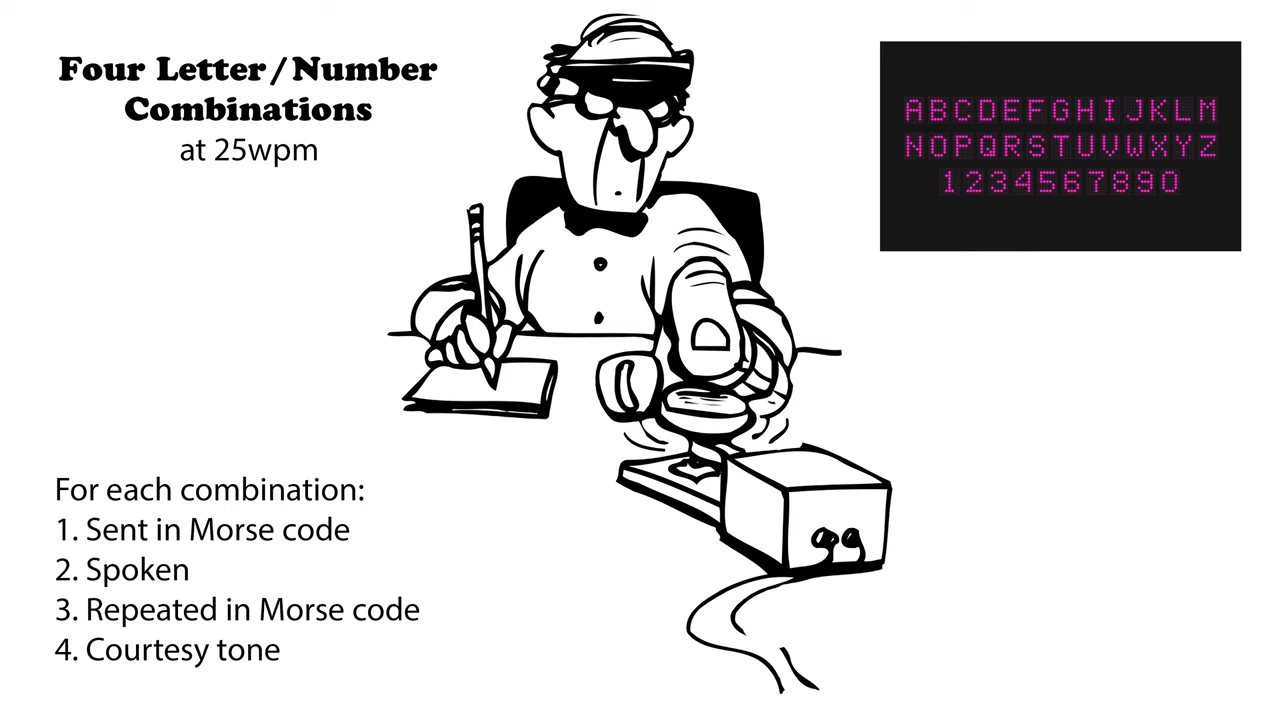 Four Letter/Number
Combinations
at 25wpm
ABCDEFGHIJKLM
NOPQRSTUVWXYZ
1234567890
For each combination:
1. Sent in Morse code
2. Spoken
3. Repeated in Morse code
4. Courtesy tone